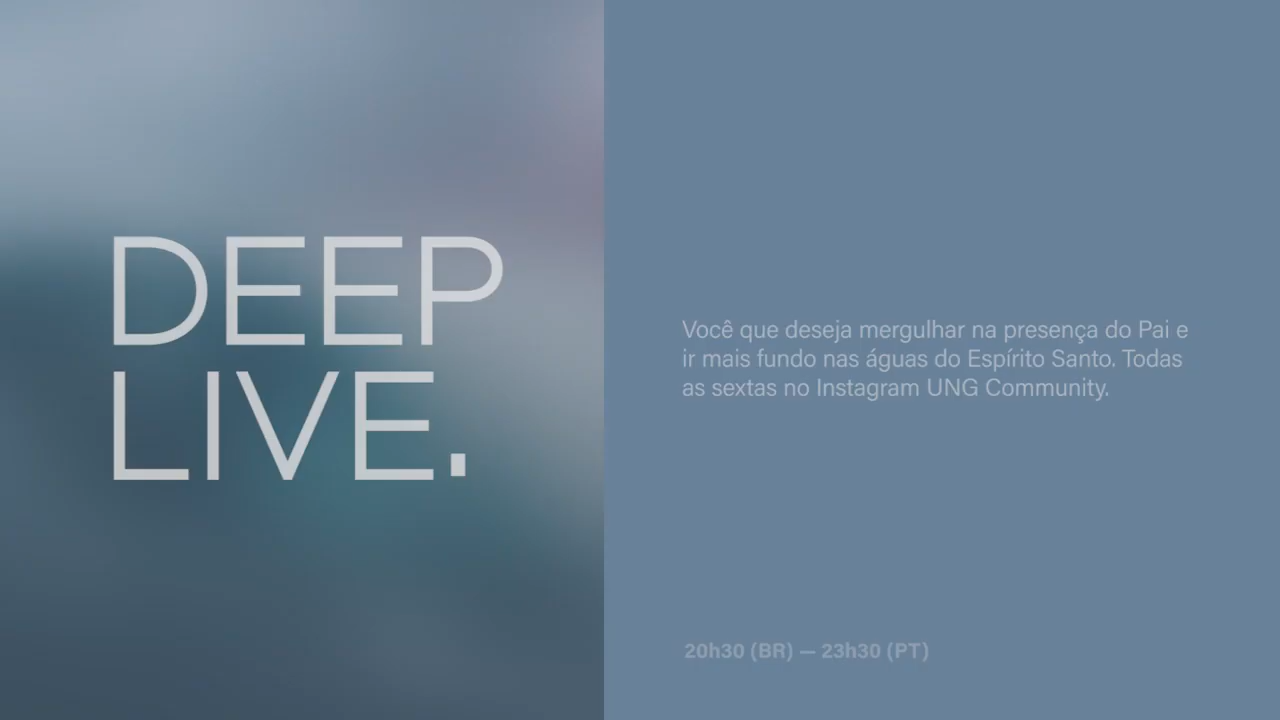 DEEP
LIVE.
Você que deseja mergulhar na presença do Pai e
ir mais fundo nas águas do Espírito Santo. Todas
as sextas no Instagram UNG Community.
20h30 (BR) — 23h30 (PT)